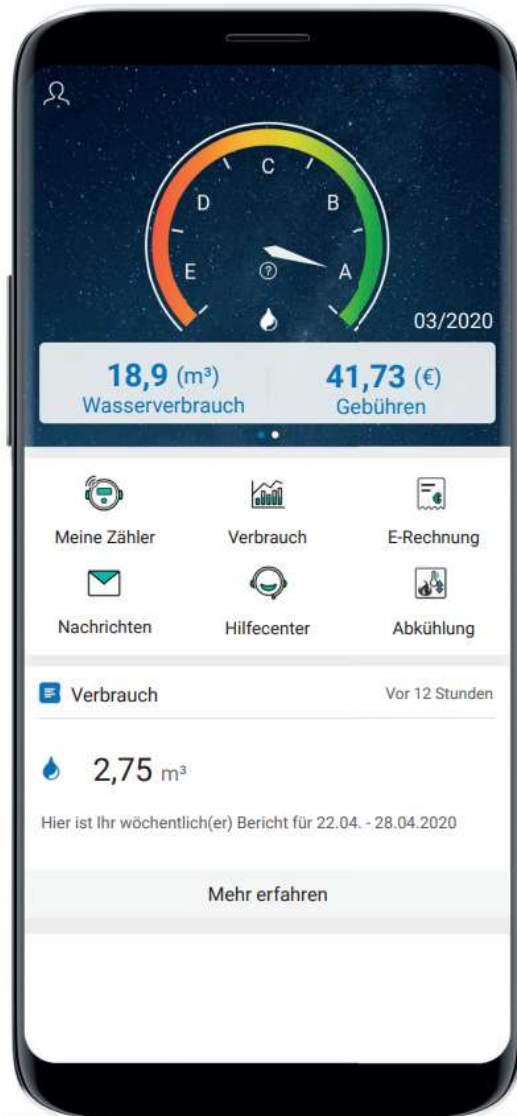 C
D
B
E
?
A
03/2020
18,9 (m³) 41,73 (€)
Wasserverbrauch Gebühren
Meine Zähler Verbrauch E-Rechnung
Nachrichten Hilfecenter Abkühlung
Verbrauch Vor 12 Stunden
2,75 m³
Hier ist Ihr wöchentlich(er) Bericht für 22.04. - 28.04.2020
Mehr erfahren